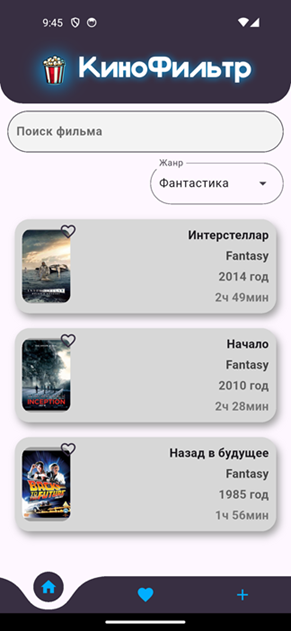 9:45
КиноФильтр
Поиск фильма
Жанр
Фантастика
Интерстеллар
Fantasy
2014 год
2ч 49мин
INCEPTION
Начало
Fantasy
2010 год
2ч 28мин
BACK
TO THE
FUTURE
Назад в будущее
Fantasy
1985 год
1ч 56мин